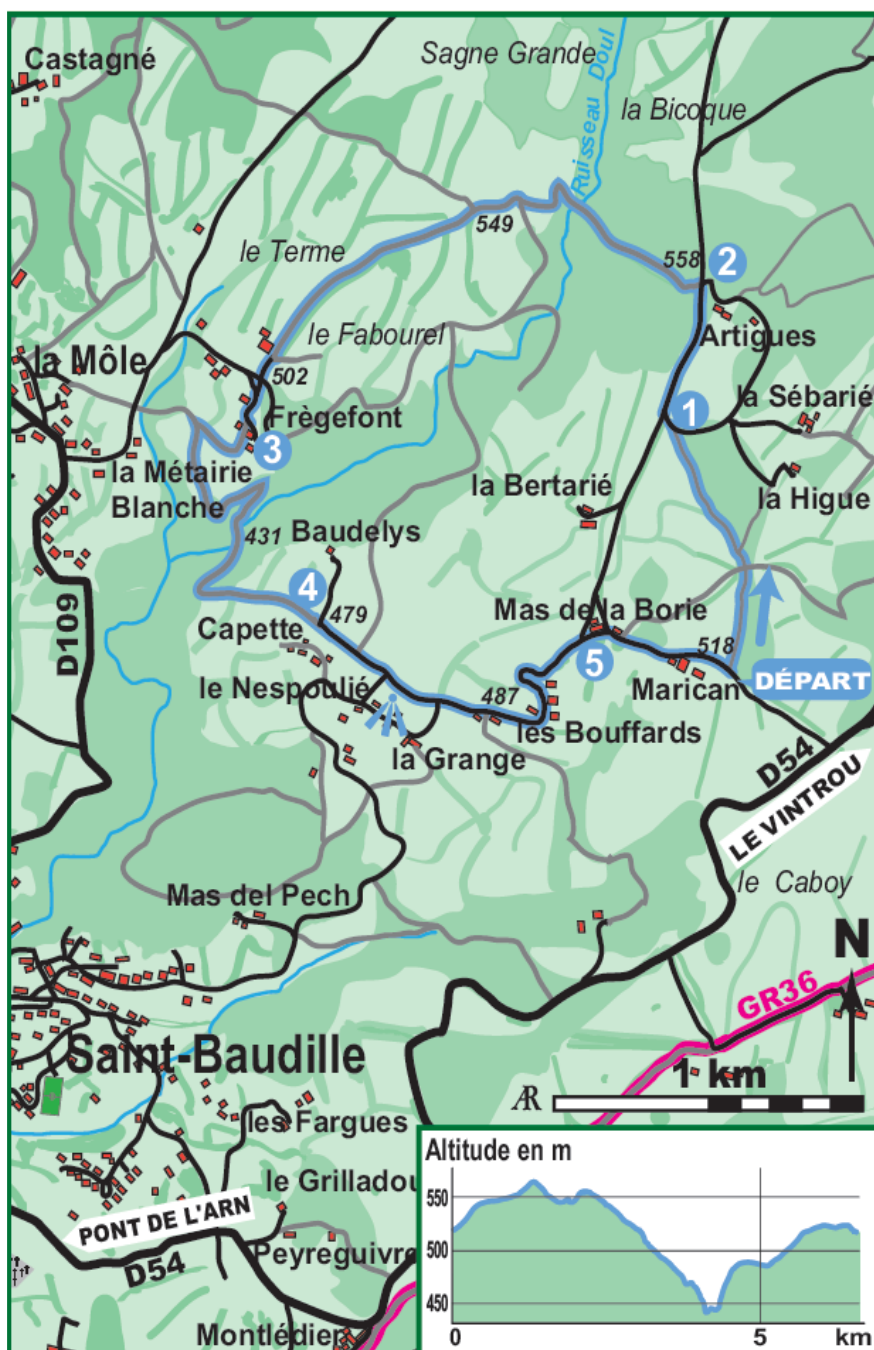 Castagné
Sagne Grande
Ruisseau Doul
la Bicoque
549
le Terme
558
2
le Fabourel
Artigues
la Môle
502
1
la Sébarié
Frègefont
3
la Métairie
Blanche
la Bertarié
la Higue
431
Baudelys
4
479
Mas de la Borie
D109
Capette
518
5
le Nespoulié
487
Marican
DÉPART
les Bouffards
la Grange
D54
LE VINTROU
le Caboy
Mas del Pech
N
GR36
Saint-Baudille
1 km
AR
les Fargues
le Grilladou
PONT DE L'ARN
D54
Peyreguivre
Montlédier
Altitude en m
550
500
450
0
5
km